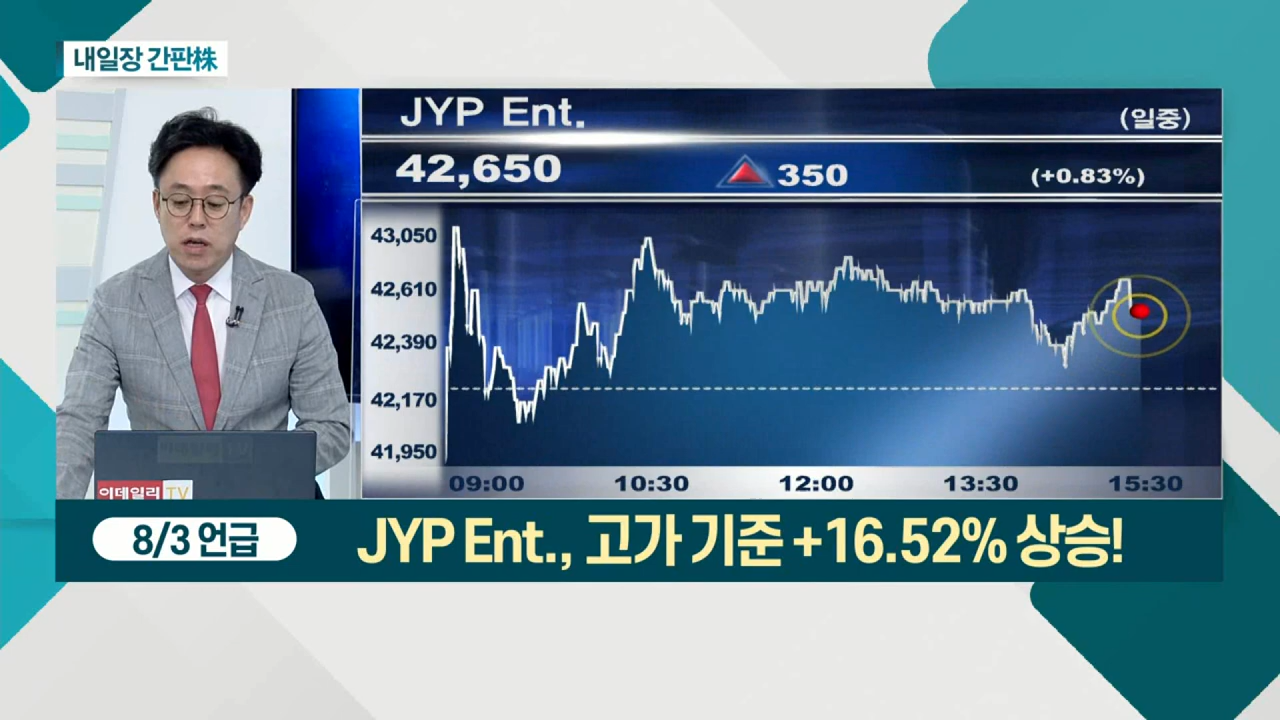 내일장 간판株
JYP Ent.
(일중)
42,650
350
(+0.83%)
43,050
42,610
42,390
42,170
41,950
09:00
10:30
12:00
13:30
15:30
이데일리TV
8/3 언급
JYP Ent., 고가 기준 +16.52% 상승!